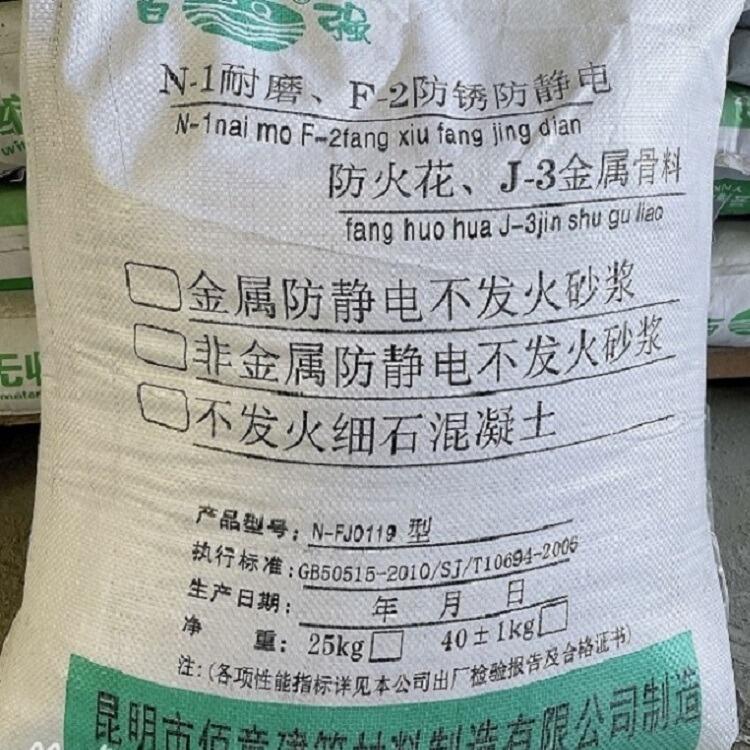 强
N-1耐磨、F-2防锈防静电
N-1nai mo F-2fang xiu fang jing dian
防火花、J-3金属骨料
fang huo hua J-3jin shu gu liao
金属防静电不发火砂浆
非金属防静电不发火砂浆
不发火细石混凝土
产品型号: N-FJ0119 型
执行标准: GB50515-2010/SJ/T10694-2006
生产日期: 年 月 日
净 重: 25kg 40±1kg
注: (各项性能指标详见本公司出厂检验报告及合格证书)
昆明市佰意建筑材料制造有限公司制造